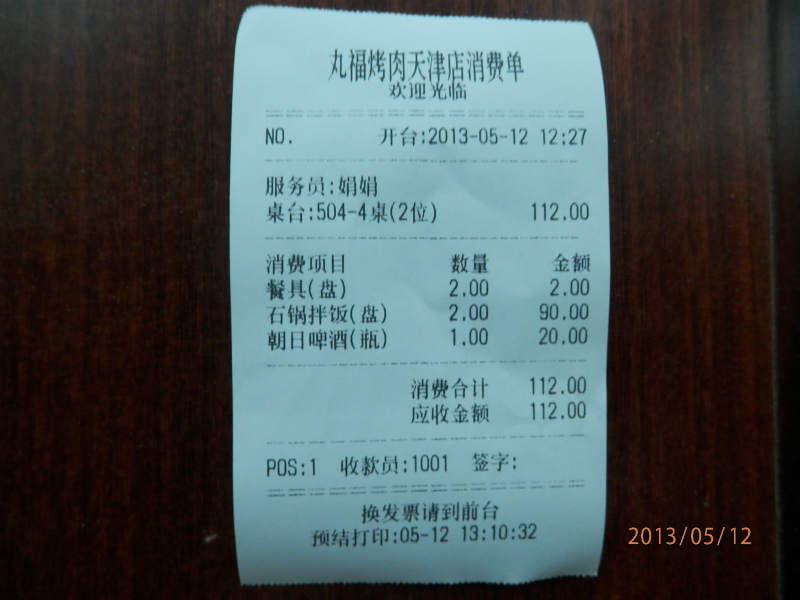 丸福烤肉天津店消费单
欢迎光临
NO. 开台:2013-05-12 12:27
服务员:娟娟
桌台:504-4桌(2位) 112.00
消费项目 数量 金额
餐具(盘) 2.00 2.00
石锅拌饭(盘) 2.00 90.00
朝日啤酒(瓶) 1.00 20.00
消费合计 112.00
应收金额 112.00
POS:1 收款员:1001 签字:
换发票请到前台
预结打印:05-12 13:10:32
2013/05/12